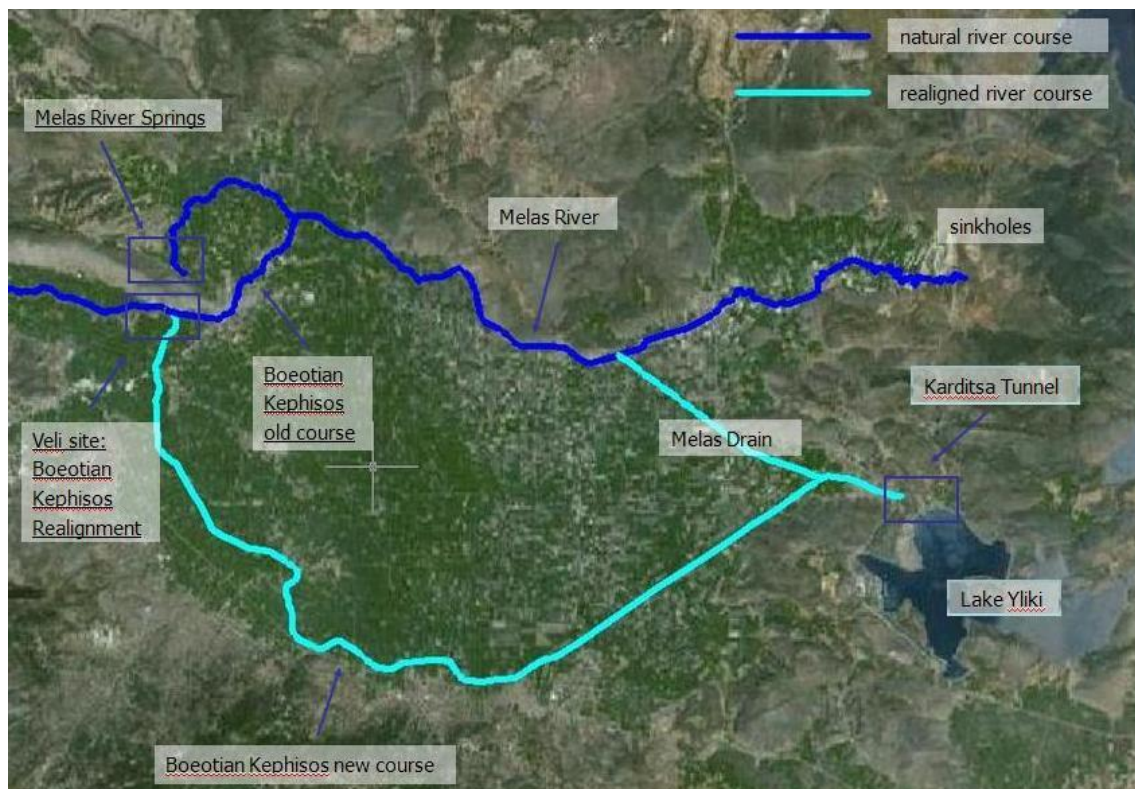 natural river course
realigned river course
Melas River Springs
Melas River
sinkholes
Boeotian
Kephisos
old course
Karditsa Tunnel
Melas Drain
Veli site:
Boeotian
Kephisos
Realignment
Lake Yliki
Boeotian Kephisos new course